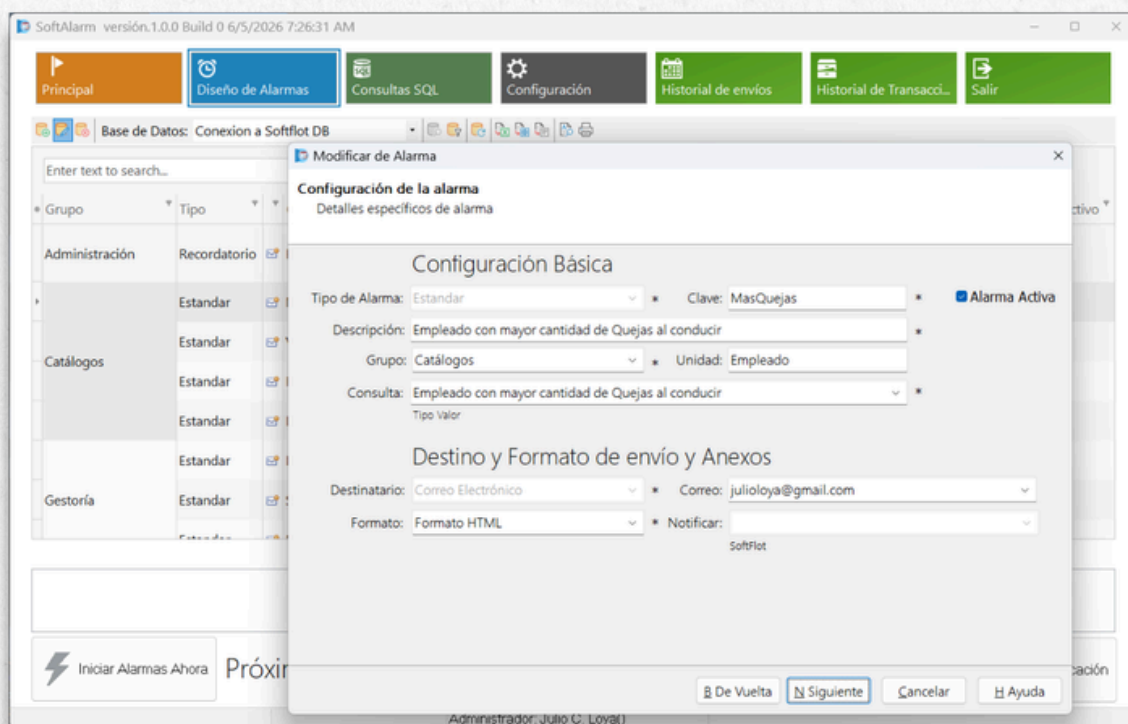 SoftAlarm versión.1.0.0 Build 0 6/5/2026 7:26:31 AM
Principal
Diseño de Alarmas
Consultas SQL
Configuración
Historial de envíos
Historial de Transacci...
Salir
Base de Datos: Conexion a Softflot DB
Modificar de Alarma
Enter text to search...
Configuración de la alarma
Detalles específicos de alarma
Grupo Tipo
Administración Recordatorio
Estandar
Estandar
Catálogos
Estandar
Estandar
Estandar
Gestoría Estandar
Configuración Básica
Tipo de Alarma: Estandar * Clave: MasQuejas * Alarma Activa
Descripción: Empleado con mayor cantidad de Quejas al conducir *
Grupo: Catálogos * Unidad: Empleado
Consulta: Empleado con mayor cantidad de Quejas al conducir *
Tipo Valor
Destino y Formato de envío y Anexos
Destinatario: Correo Electrónico * Correo: julioloya@gmail.com
Formato: Formato HTML * Notificar:
SoftFlot
Iniciar Alarmas Ahora
B De Vuelta N Siguiente Cancelar H Ayuda
Administrador: Julio C. Loya()